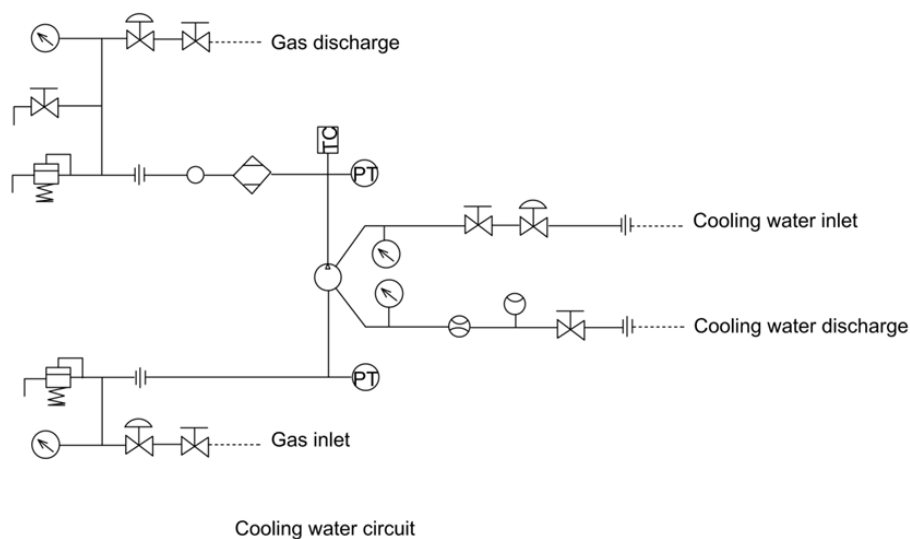 Gas discharge
TC
PT
Cooling water inlet
Cooling water discharge
PT
Gas inlet
Cooling water circuit